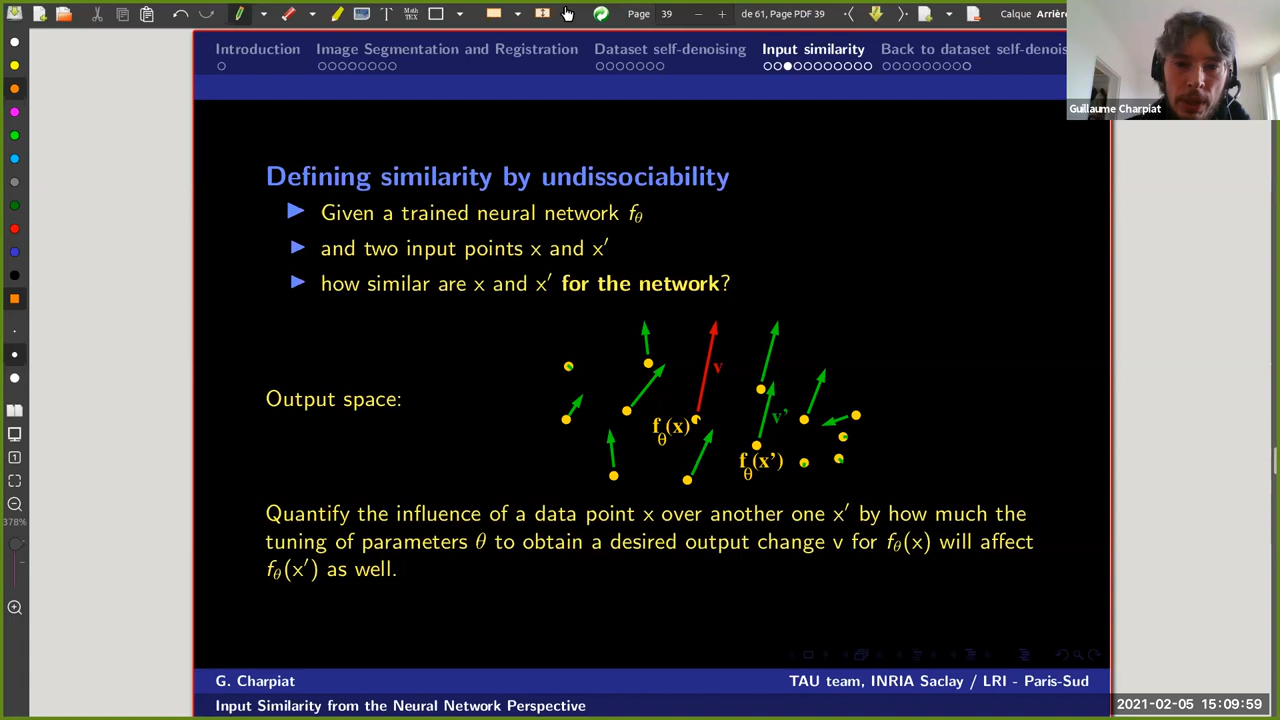 Page 39 de 61, Page PDF 39 Calque Arrière
Math
TEX
T
1
378%
Guillaume Charpiat
Introduction Image Segmentation and Registration Dataset self-denoising Input similarity Back to dataset self-denois
Defining similarity by undissociability
Given a trained neural network fθ
and two input points x and x′
how similar are x and x′ for the network?
Output space:
v
v'
fθ(x)
fθ(x')
Quantify the influence of a data point x over another one x′ by how much the
tuning of parameters θ to obtain a desired output change v for fθ(x) will affect
fθ(x′) as well.
G. Charpiat TAU team, INRIA Saclay / LRI - Paris-Sud
Input Similarity from the Neural Network Perspective
2021-02-05 15:09:59